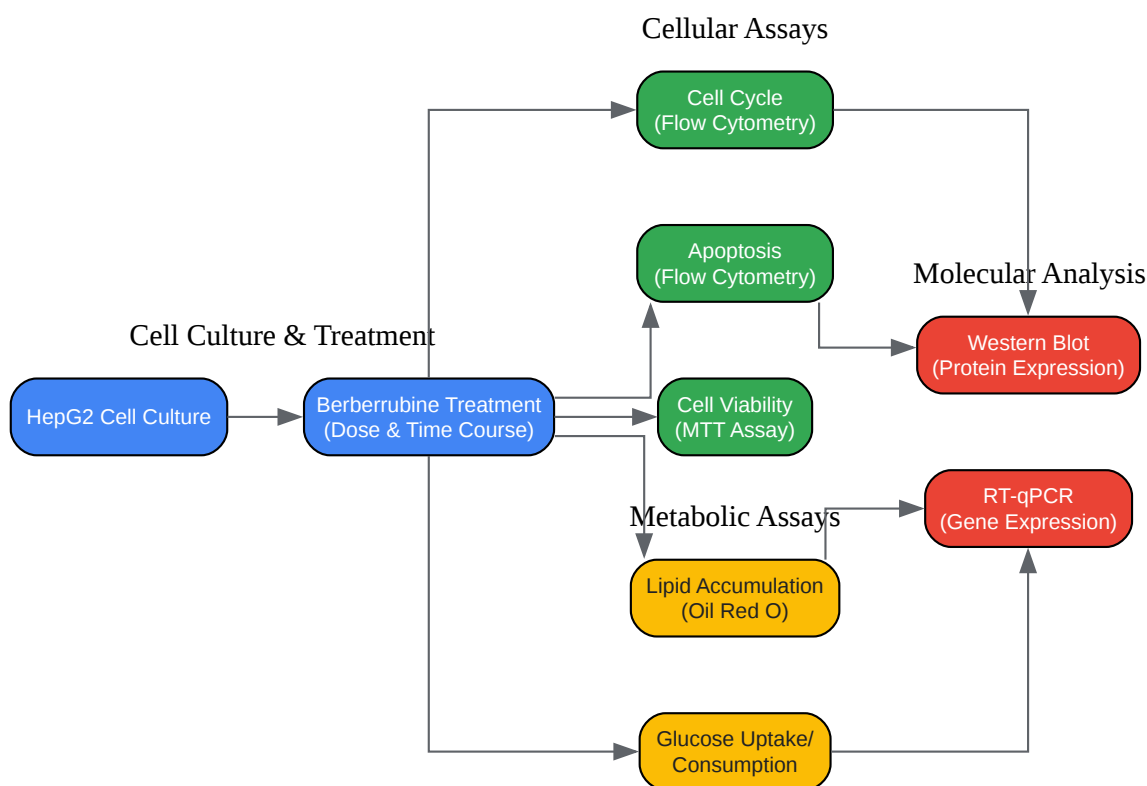 Cellular Assays
Cell Cycle
(Flow Cytometry)
Apoptosis
(Flow Cytometry)
Molecular Analysis
Western Blot
(Protein Expression)
Cell Culture & Treatment
HepG2 Cell Culture
Berberrubine Treatment
(Dose & Time Course)
Cell Viability
(MTT Assay)
RT-qPCR
(Gene Expression)
Metabolic Assays
Lipid Accumulation
(Oil Red O)
Glucose Uptake/
Consumption